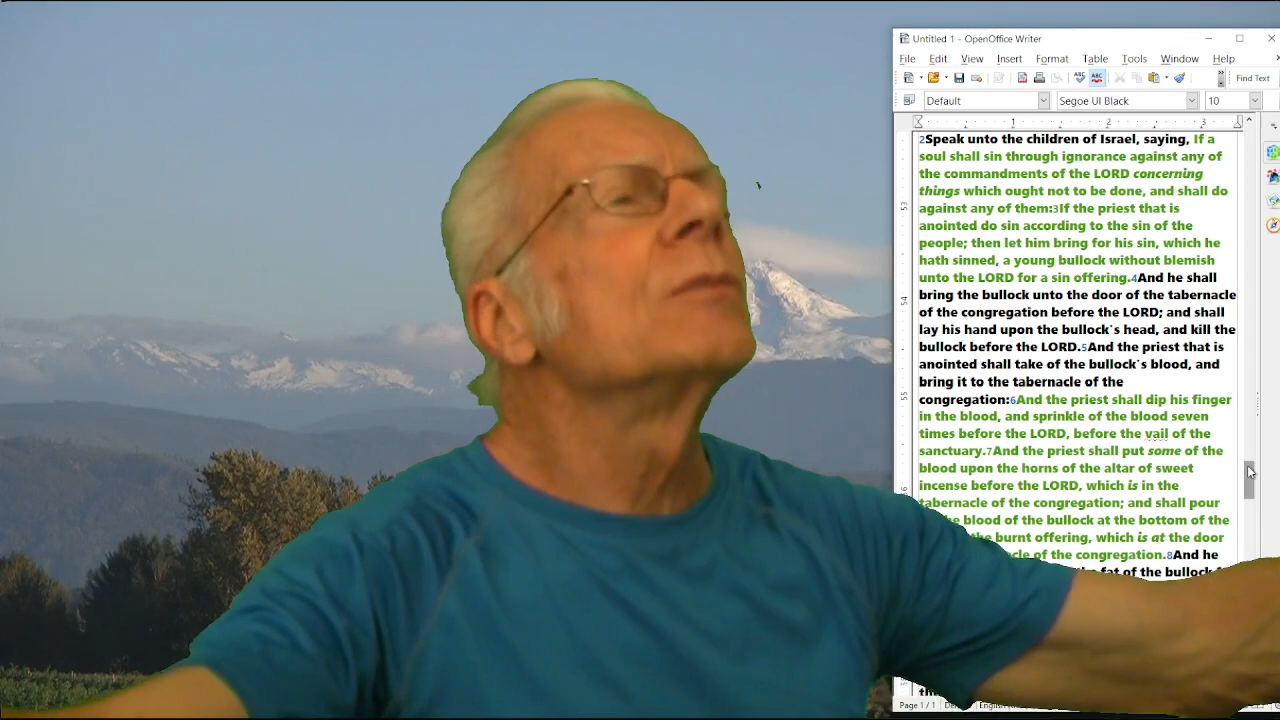 Untitled 1 - OpenOffice Writer
File Edit View Insert Format Table Tools Window Help
Find Text
Default Segoe UI Black 10
1 2 3
2Speak unto the children of Israel, saying, If a
soul shall sin through ignorance against any of
the commandments of the LORD concerning
things which ought not to be done, and shall do
against any of them:3If the priest that is
anointed do sin according to the sin of the
people; then let him bring for his sin, which he
hath sinned, a young bullock without blemish
unto the LORD for a sin offering.4And he shall
bring the bullock unto the door of the tabernacle
of the congregation before the LORD; and shall
lay his hand upon the bullock's head, and kill the
bullock before the LORD.5And the priest that is
anointed shall take of the bullock's blood, and
bring it to the tabernacle of the
congregation:6And the priest shall dip his finger
in the blood, and sprinkle of the blood seven
times before the LORD, before the vail of the
sanctuary.7And the priest shall put some of the
blood upon the horns of the altar of sweet
incense before the LORD, which is in the
tabernacle of the congregation; and shall pour
blood of the bullock at the bottom of the
the burnt offering, which is at the door
of the congregation.8And he
the fat of the bullock
Page 1 / 1
53
54
55